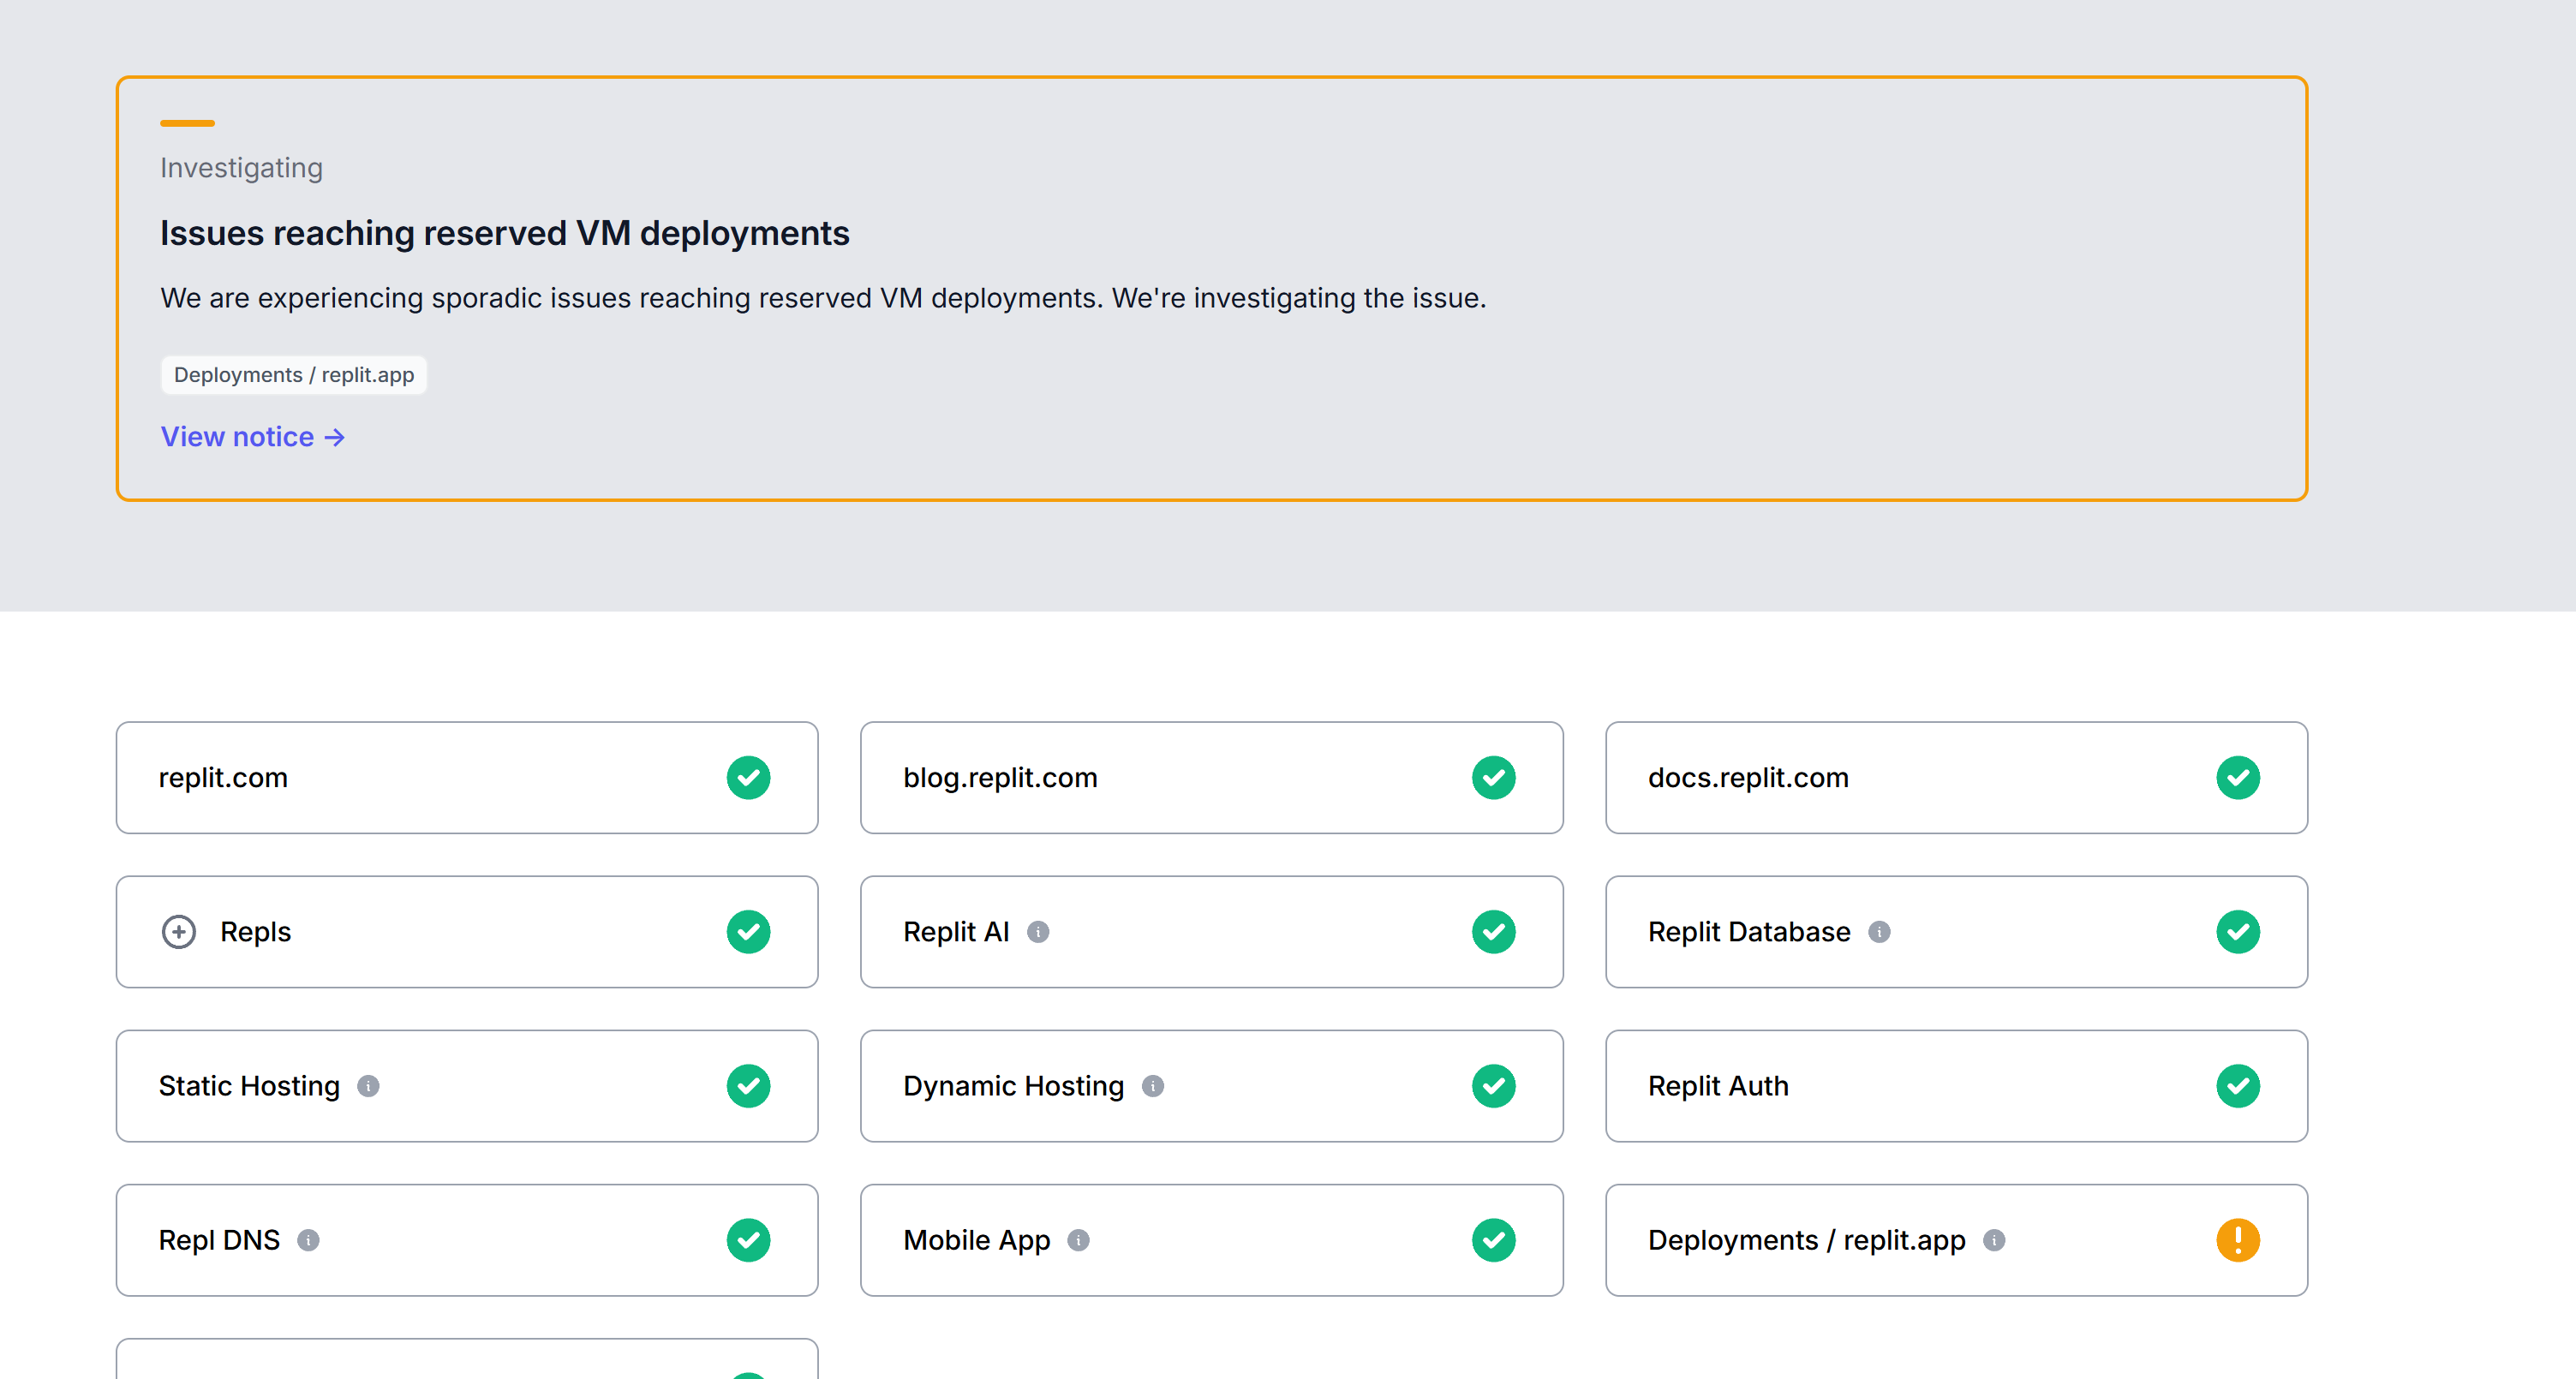 Investigating
Issues reaching reserved VM deployments
We are experiencing sporadic issues reaching reserved VM deployments. We're investigating the issue.
Deployments / replit.app
View notice →
replit.com
blog.replit.com
docs.replit.com
Repls
Replit AI
Replit Database
Static Hosting
Dynamic Hosting
Replit Auth
Repl DNS
Mobile App
Deployments / replit.app